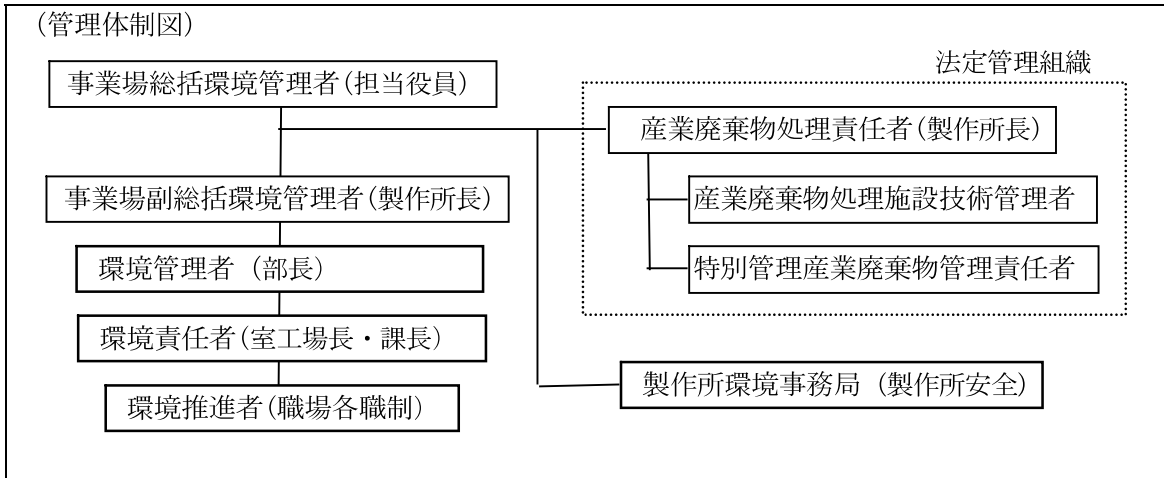 （管理体制図）
法定管理組織
事業場総括環境管理者（担当役員）
産業廃棄物処理責任者（製作所長）
事業場副総括環境管理者（製作所長）
産業廃棄物処理施設技術管理者
環境管理者（部長）
特別管理産業廃棄物管理責任者
環境責任者（室工場長・課長）
製作所環境事務局（製作所安全）
環境推進者（職場各職制）